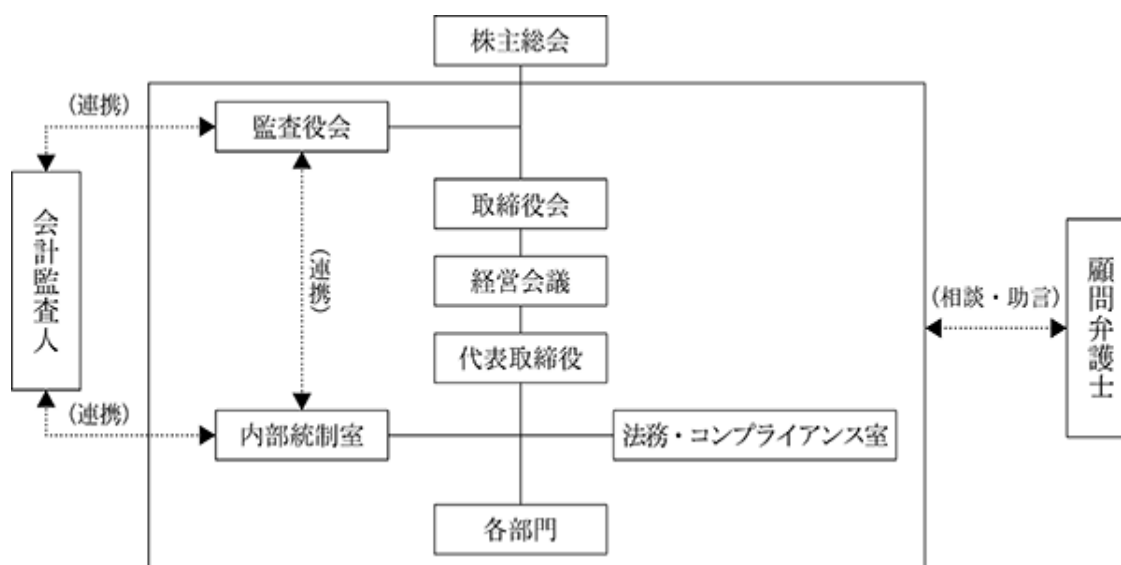 株主総会
(連携)
監査役会
取締役会
会計監査人
(連携)
経営会議
(相談・助言)
顧問弁護士
代表取締役
(連携)
内部統制室
法務・コンプライアンス室
各部門